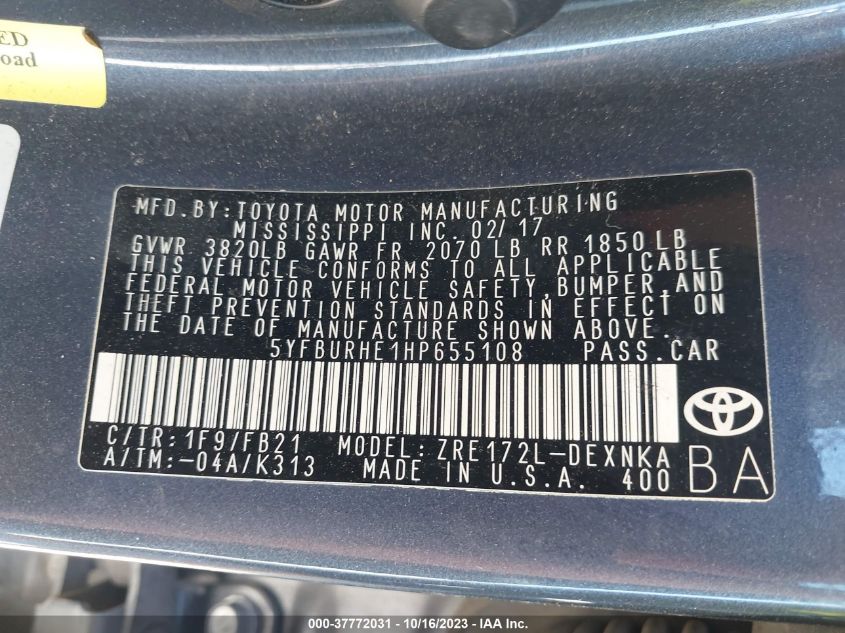 ED
oad
MFD. BY: TOYOTA MOTOR MANUFACTURING
MISSISSIPPI INC. 02/17
GVWR 3820LB GAWR FR 2070 LB RR 1850 LB
THIS VEHICLE CONFORMS TO ALL APPLICABLE
FEDERAL MOTOR VEHICLE SAFETY, BUMPER, AND
THEFT PREVENTION STANDARDS IN EFFECT ON
THE DATE OF MANUFACTURE SHOWN ABOVE.
5YFBURHE1HP655108 PASS. CAR
C/TR: 1F9/FB21 MODEL: ZRE172L-DEXNKA
A/TM: -04A/K313 MADE IN U.S.A. 400 BA
000-37772031 - 10/16/2023 - IAA Inc.